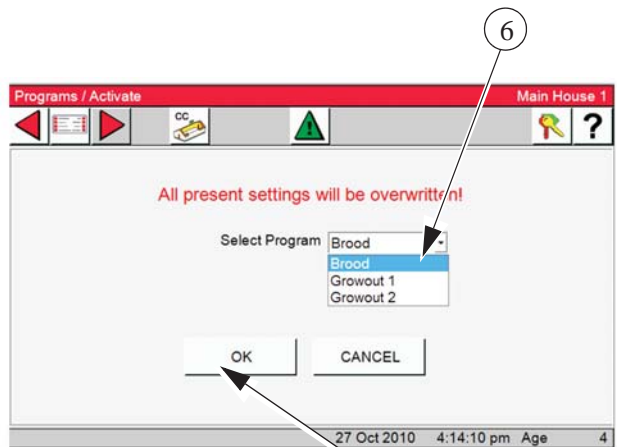 6
Programs / Activate Main House 1
CC
?
All present settings will be overwritten!
Select Program Brood
Brood
Growout 1
Growout 2
OK CANCEL
27 Oct 2010 4:14:10 pm Age 4